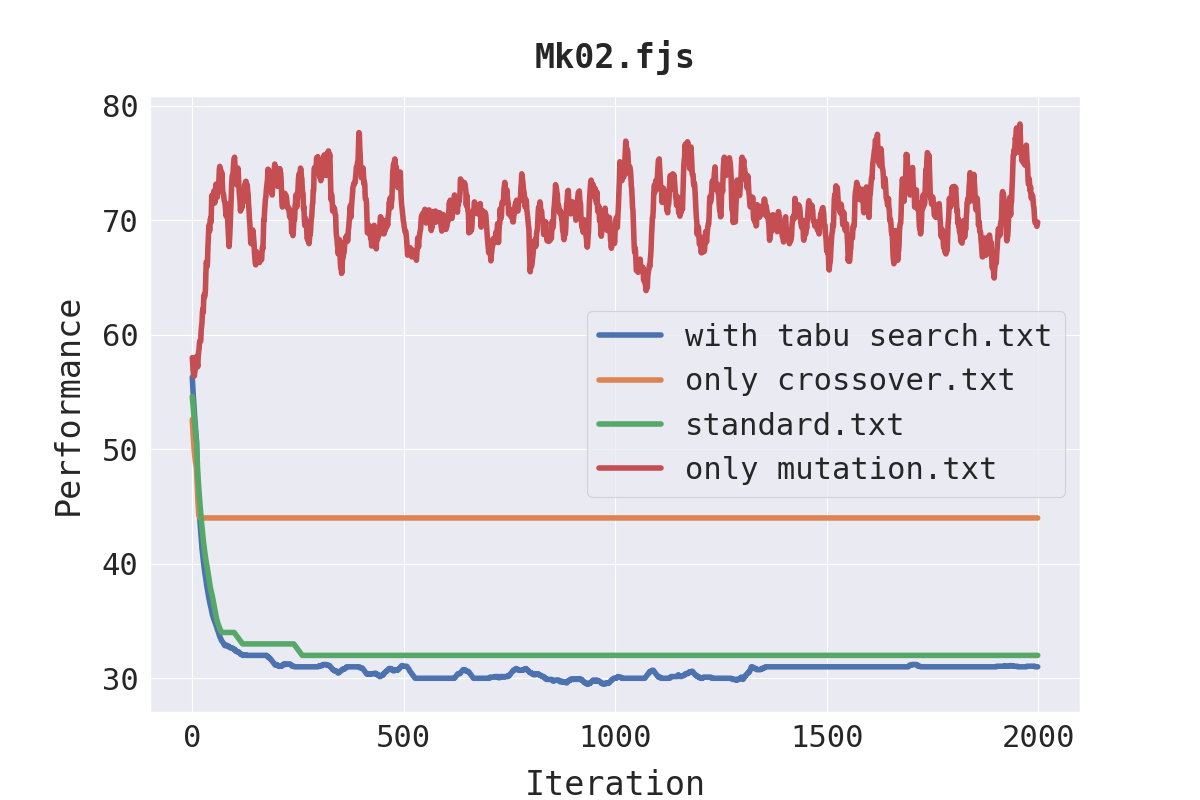 Mk02.fjs
80
70
60
50
40
30
Performance
with tabu search.txt
only crossover.txt
standard.txt
only mutation.txt
0 500 1000 1500 2000
Iteration